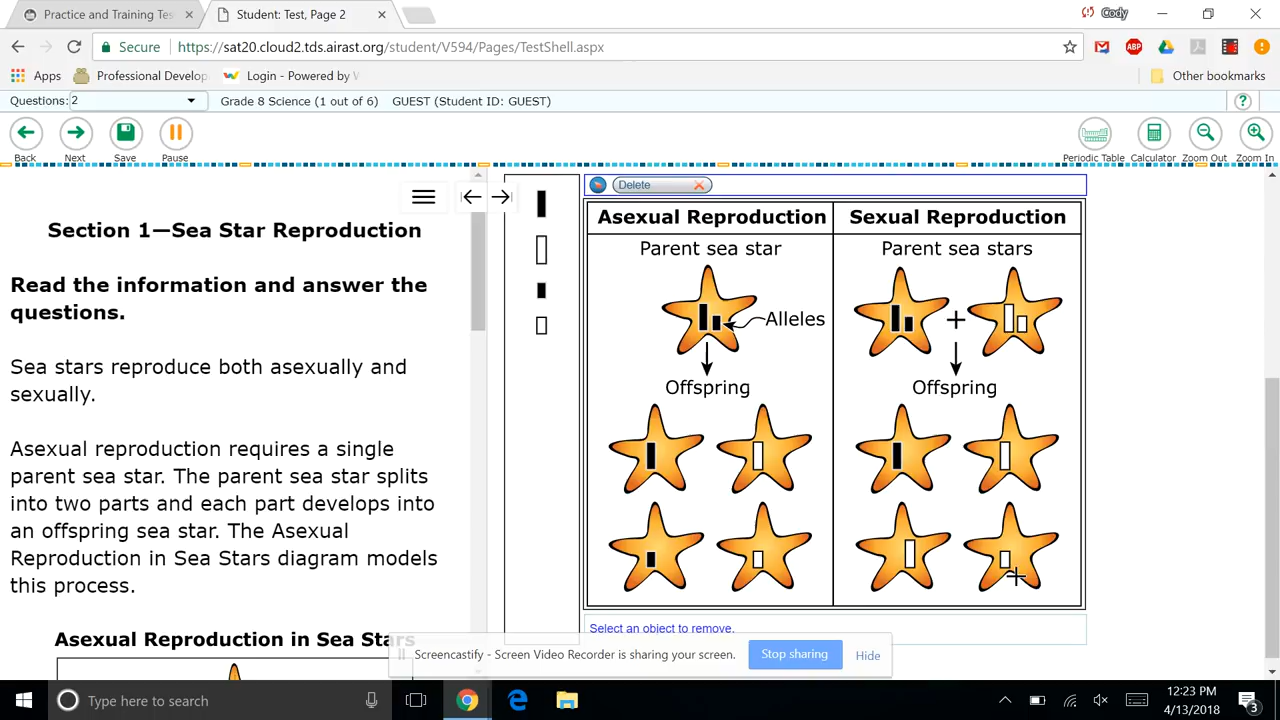 Practice and Training Tes
Student: Test, Page 2
Cody
Secure
https://sat20.cloud2.tds.airast.org/student/V594/Pages/TestShell.aspx
ABP
Apps
Professional Develop
Login - Powered by W
Other bookmarks
Questions: 2
Grade 8 Science (1 out of 6)
GUEST (Student ID: GUEST)
?
Back
Next
Save
Pause
Periodic Table
Calculator
Zoom Out
Zoom In
Section 1—Sea Star Reproduction
Read the information and answer the
questions.
Sea stars reproduce both asexually and
sexually.
Asexual reproduction requires a single
parent sea star. The parent sea star splits
into two parts and each part develops into
an offspring sea star. The Asexual
Reproduction in Sea Stars diagram models
this process.
Asexual Reproduction in Sea Stars
Delete
Asexual Reproduction
Sexual Reproduction
Parent sea star
Parent sea stars
Alleles
+
Offspring
Offspring
Select an object to remove.
Screencastify - Screen Video Recorder is sharing your screen.
Stop sharing
Hide
Type here to search
12:23 PM
4/13/2018
3